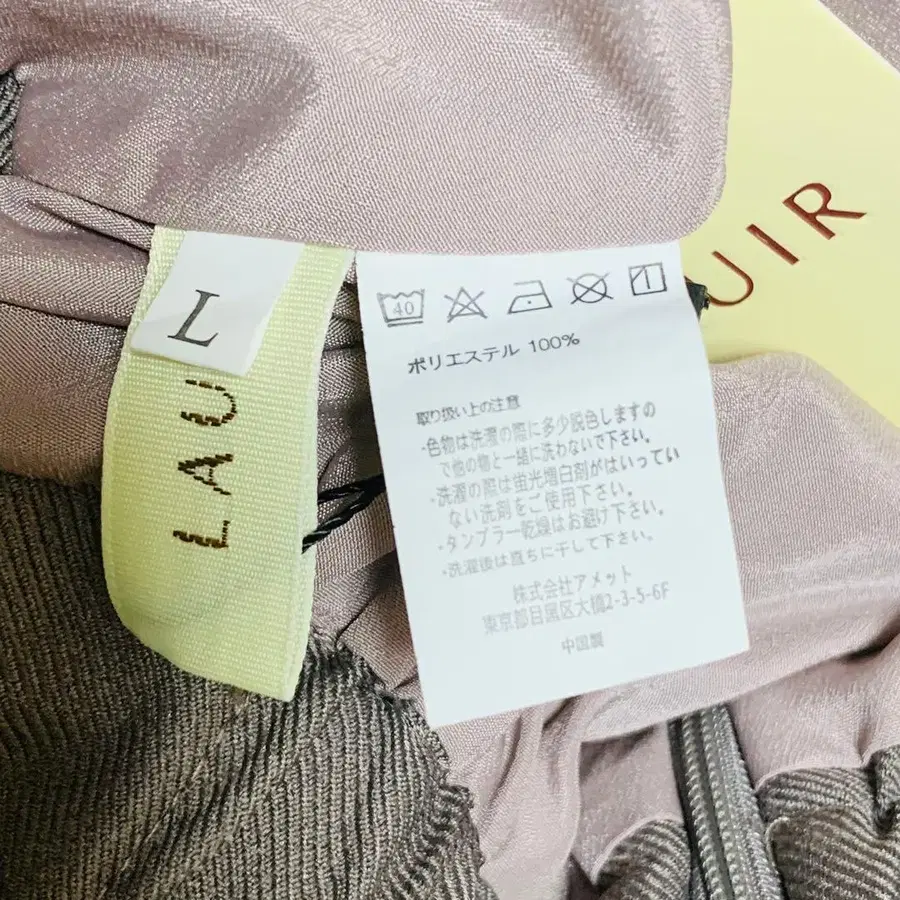 UIR
L
LAU
40
ポリエステル 100%
取り扱い上の注意
・色物は洗濯の際に多少脱色しますの
で他の物と一緒に洗わないで下さい。
・洗濯の際は蛍光増白剤がはいってい
ない洗剤をご使用下さい。
・タンブラー乾燥はお避け下さい。
・洗濯後は直ちに干して下さい。
株式会社アメット
東京都目黒区大橋2-3-5-6F
中国製